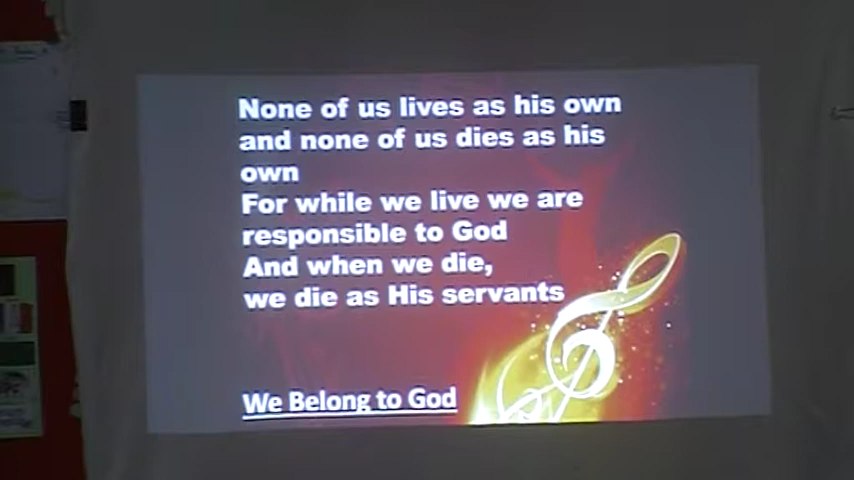 None of us lives as his own
and none of us dies as his
own
For while we live we are
responsible to God
And when we die,
we die as His servants
We Belong to God